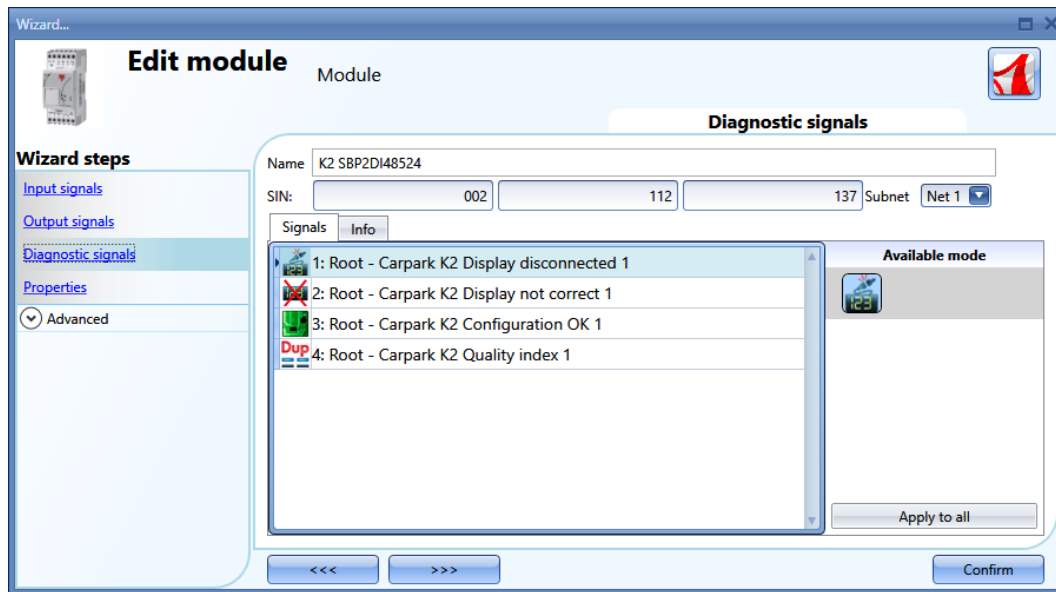 Wizard...
Edit module
Module
Diagnostic signals
Wizard steps
Input signals
Output signals
Diagnostic signals
Properties
Advanced
Name K2 SBP2DI48524
SIN: 002 112 137 Subnet Net 1
Signals Info
1: Root - Carpark K2 Display disconnected 1
2: Root - Carpark K2 Display not correct 1
3: Root - Carpark K2 Configuration OK 1
Dup 4: Root - Carpark K2 Quality index 1
Available mode
123
Apply to all
<<< >>> Confirm